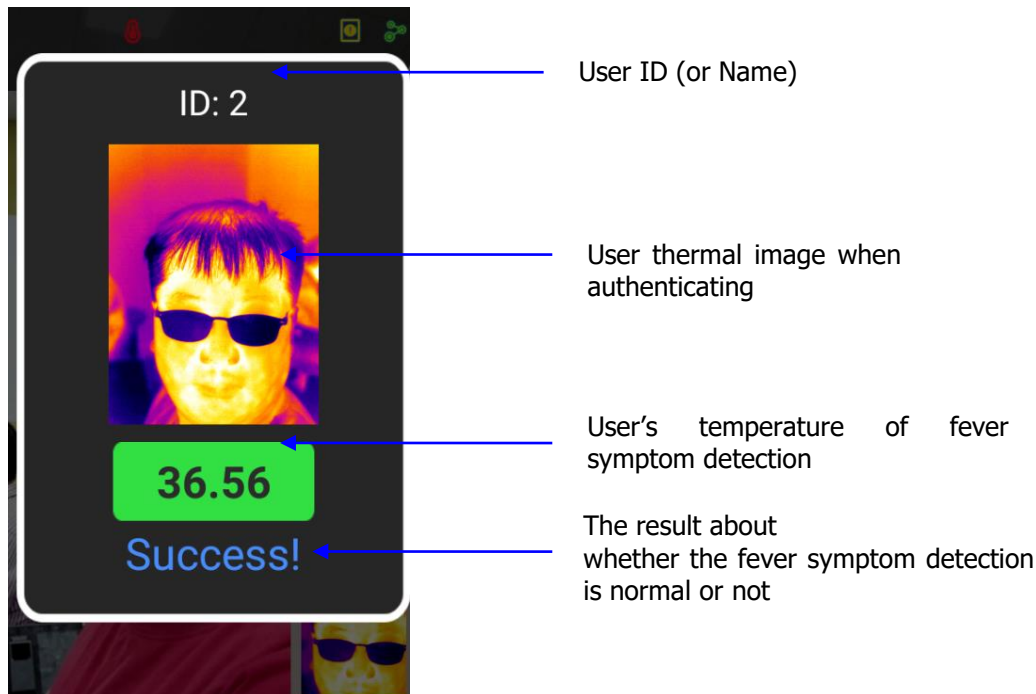 User ID (or Name)
ID: 2
User thermal image when
authenticating
User’s temperature of fever
symptom detection
36.56
The result about
whether the fever symptom detection
is normal or not
Success!